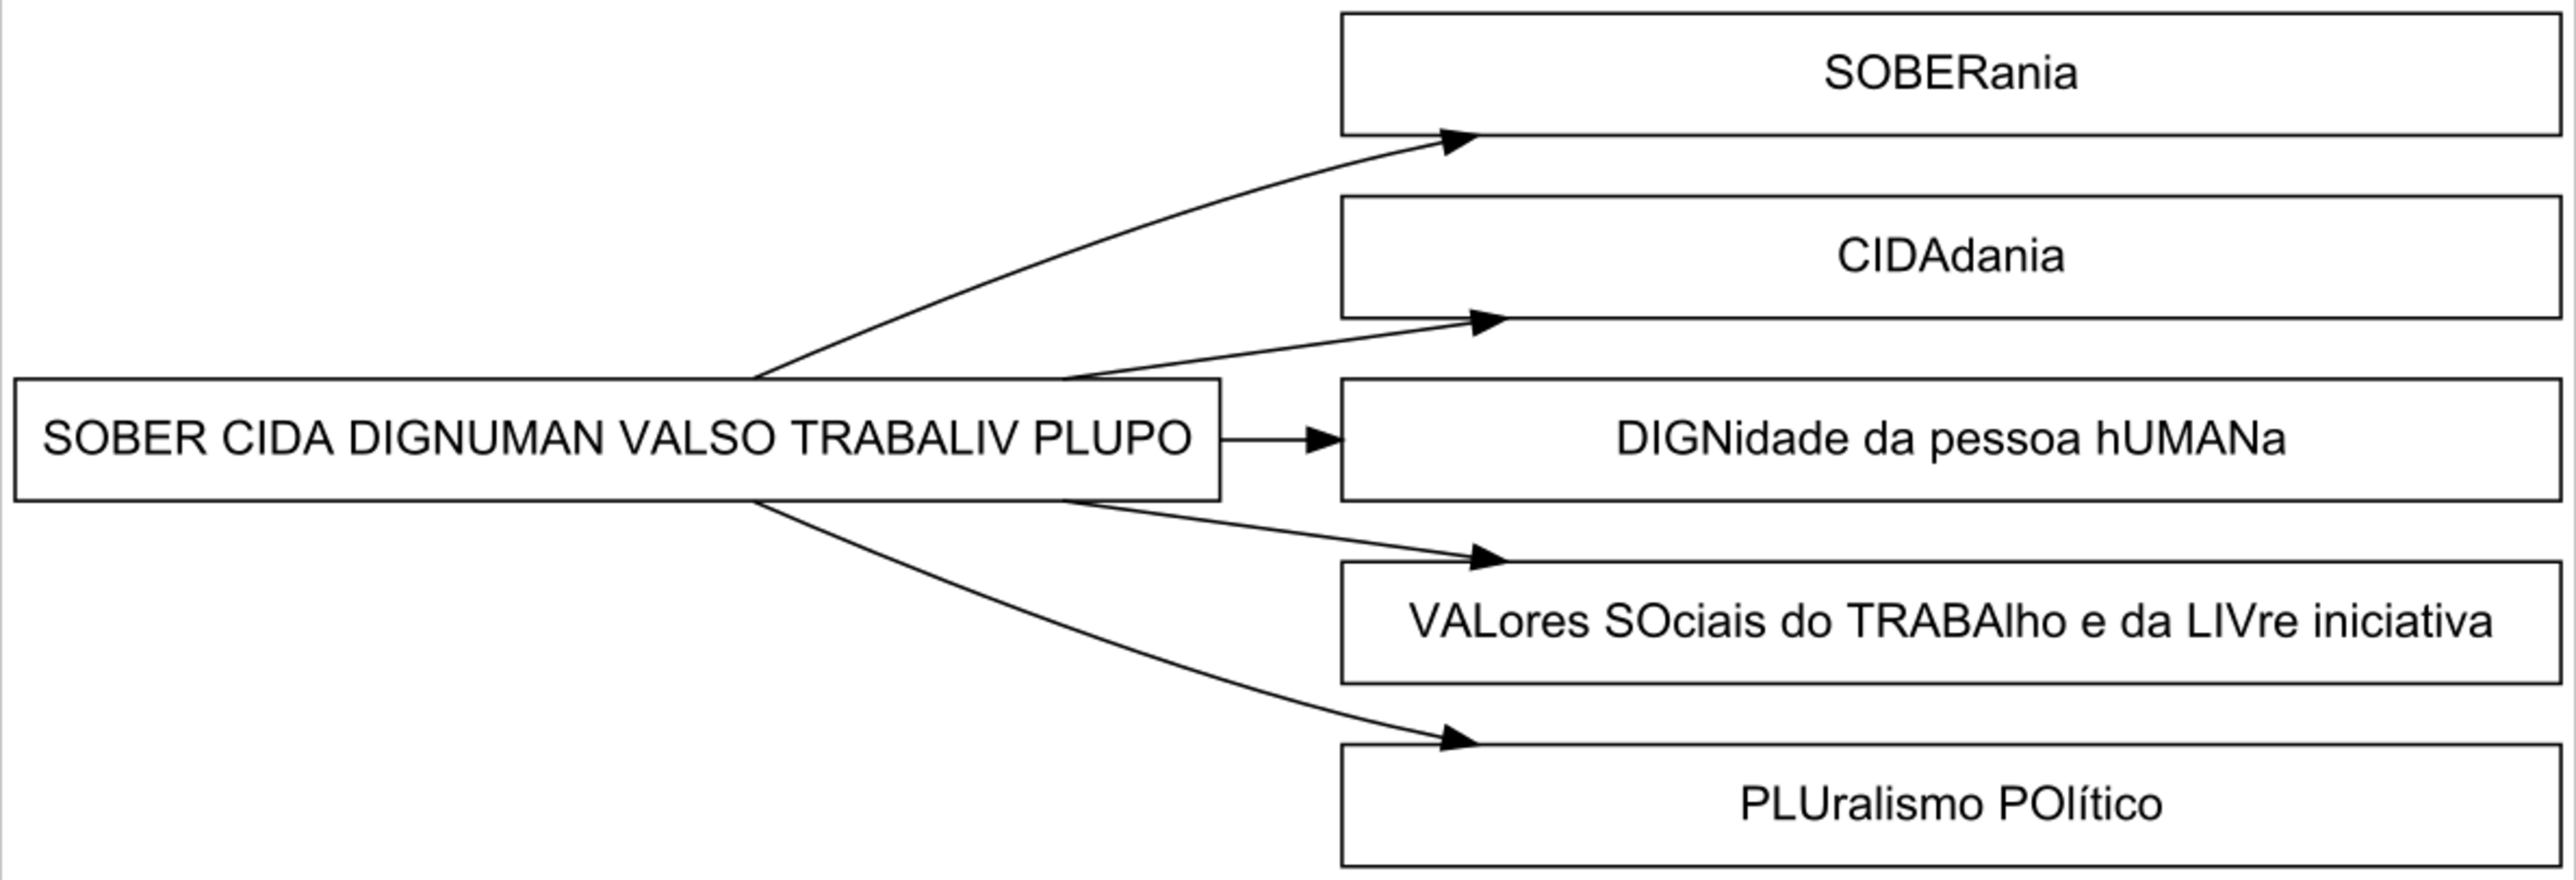 SOBERania
CIDAdania
SOBER CIDA DIGNUMAN VALSO TRABALIV PLUPO
DIGNidade da pessoa hUMANa
VALores SOciais do TRABAlho e da LIVre iniciativa
PLUralismo POlítico